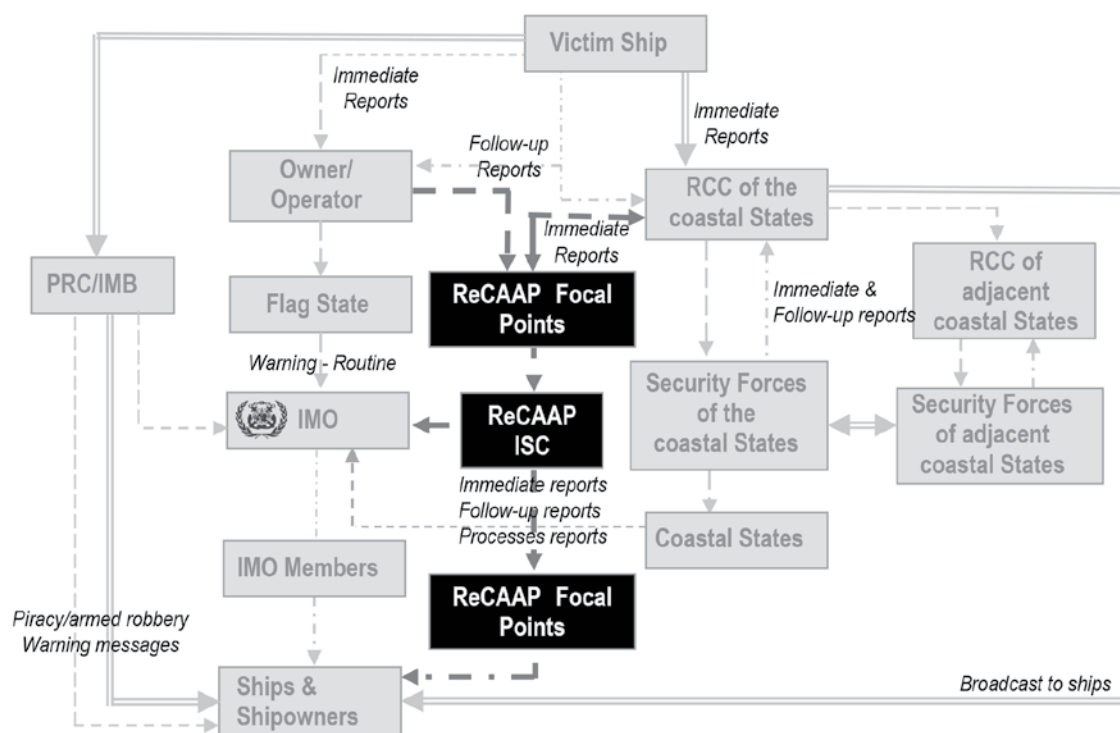 Victim Ship
Immediate
Reports
Immediate
Reports
Follow-up
Reports
Owner/
Operator
RCC of the
coastal States
Immediate
Reports
PRC/IMB
Flag State
ReCAAP Focal
Points
Immediate &
Follow-up reports
RCC of
adjacent
coastal States
Warning - Routine
IMO
ReCAAP
ISC
Security Forces
of the
coastal States
Security Forces
of adjacent
coastal States
Immediate reports
Follow-up reports
Processes reports
Coastal States
IMO Members
ReCAAP Focal
Points
Piracy/armed robbery
Warning messages
Ships &
Shipowners
Broadcast to ships